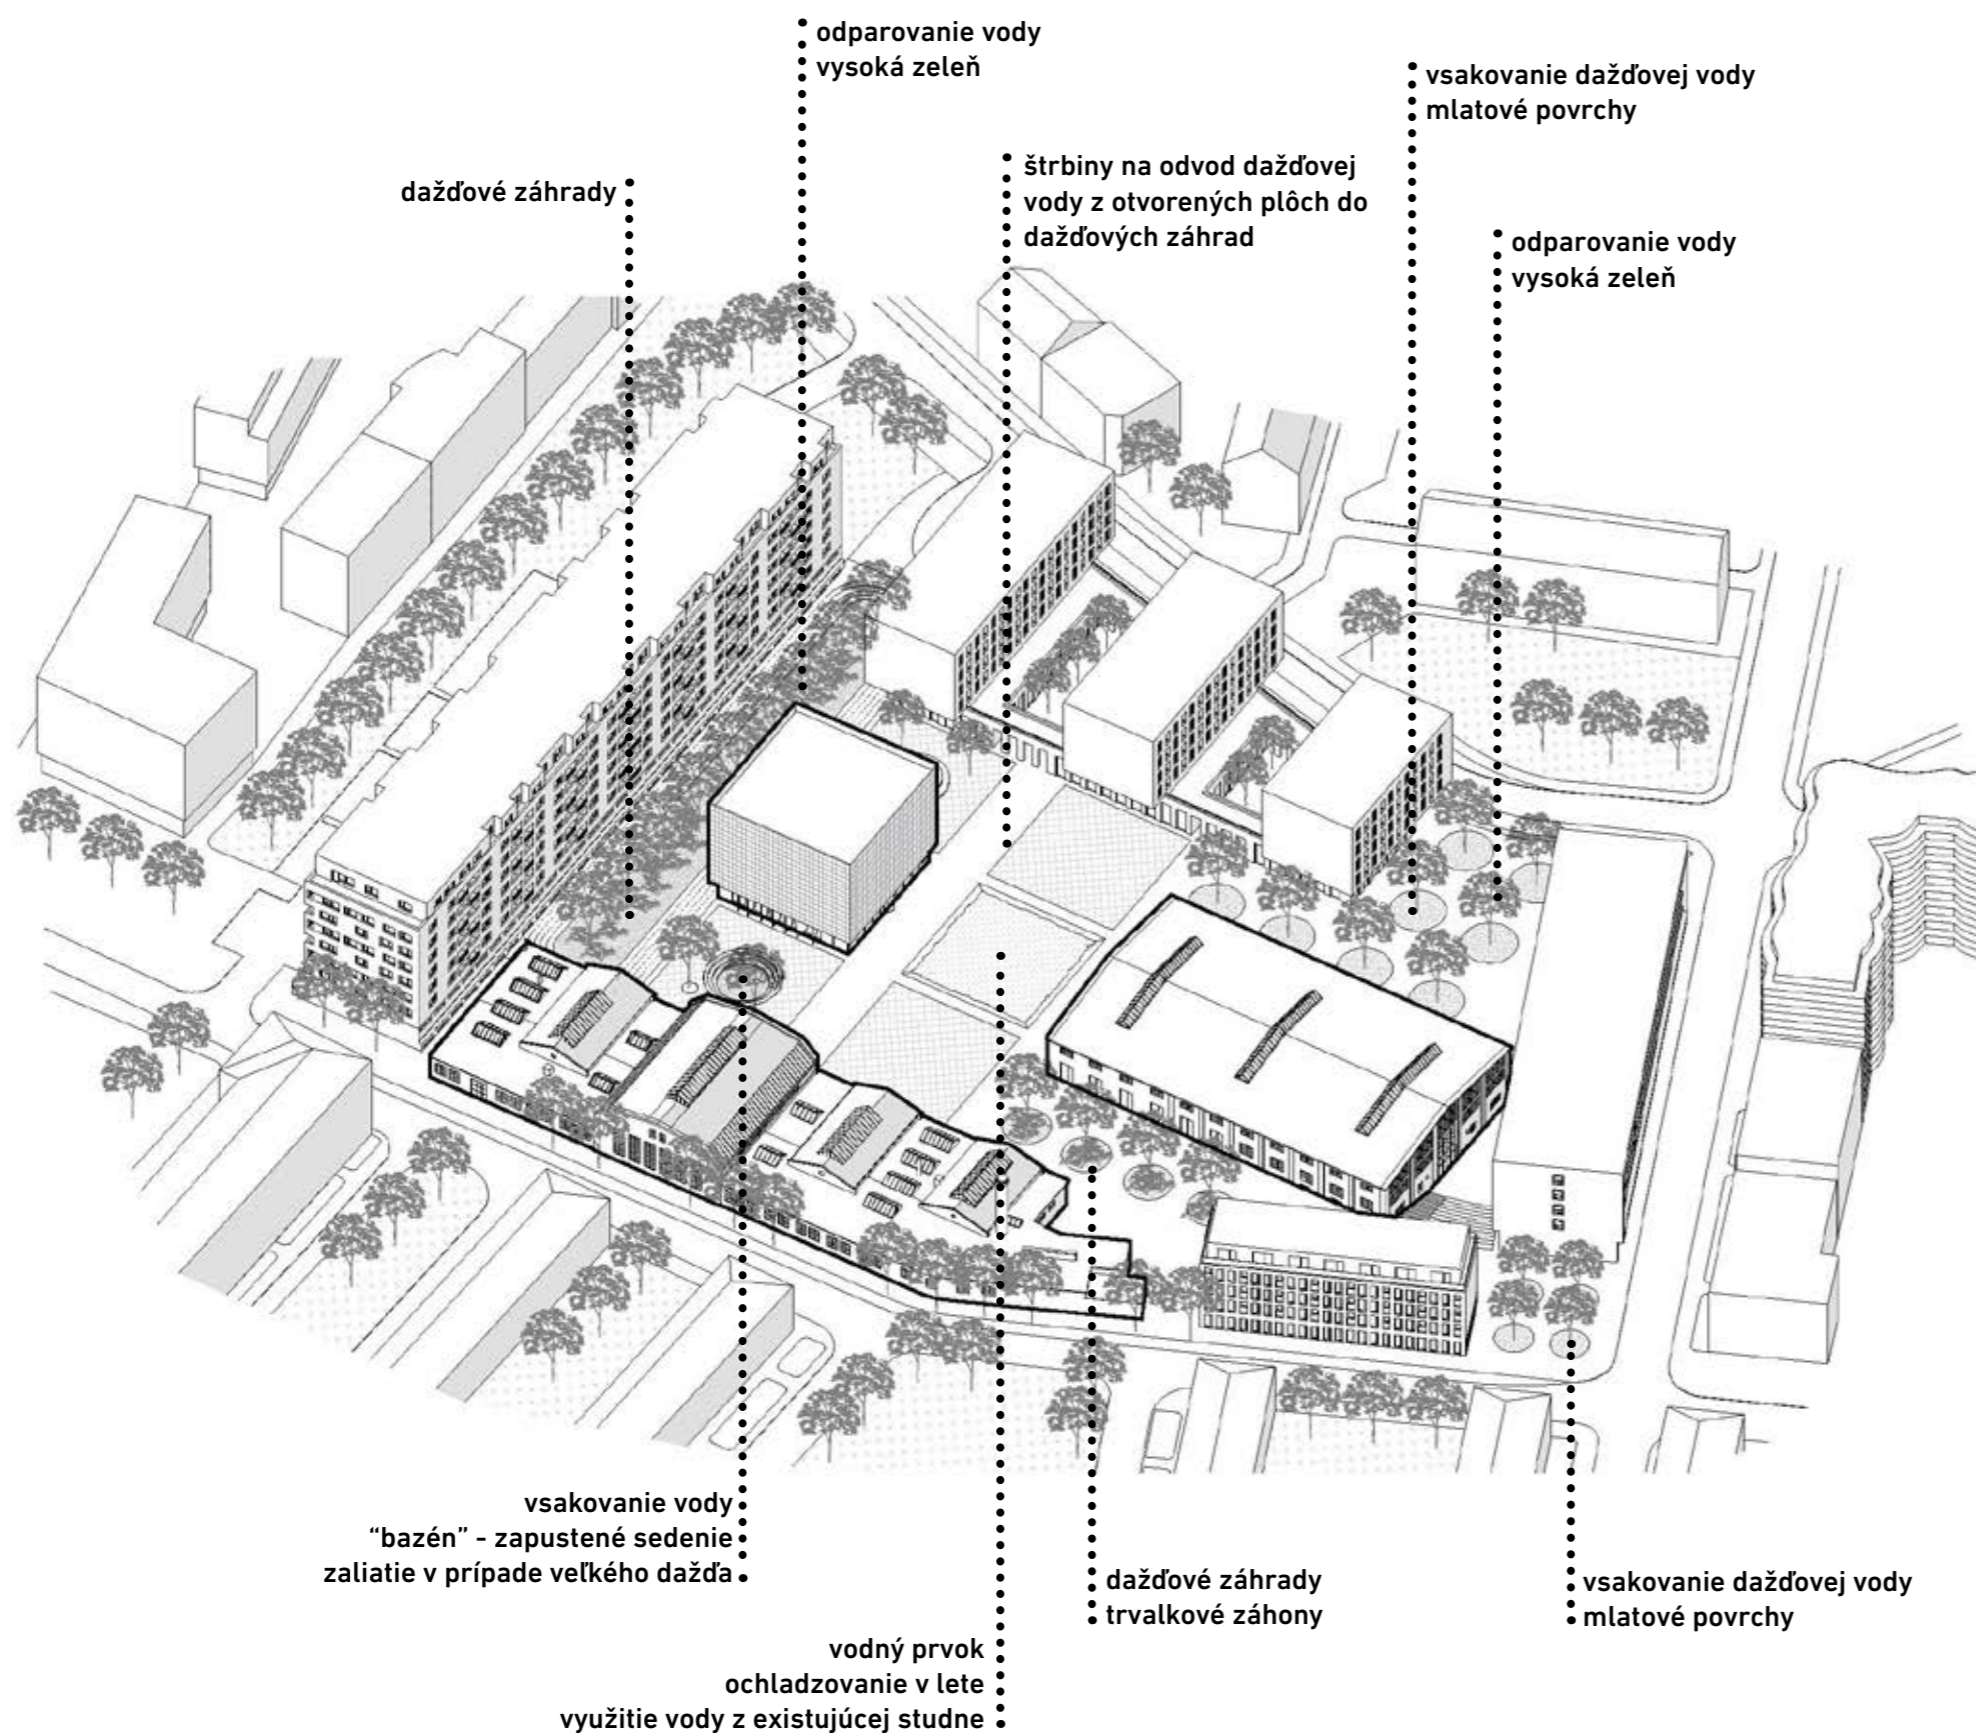 odparovanie vody
vysoká zeleň
vsakovanie dažďovej vody
mlatové povrchy
štrbiny na odvod dažďovej
vody z otvorených plôch do
dažďových záhrad
dažďové záhrady
odparovanie vody
vysoká zeleň
vsakovanie vody
“bazén” - zapustené sedenie
zaliatie v prípade veľkého dažďa
dažďové záhrady
trvalkové záhony
vsakovanie dažďovej vody
mlatové povrchy
vodný prvok
ochladzovanie v lete
využitie vody z existujúcej studne